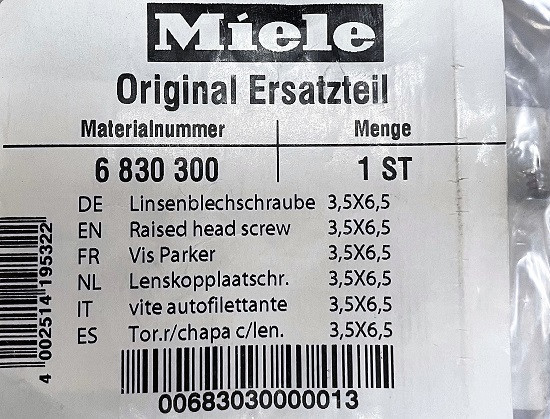 Miele
Original Ersatzteil
Materialnummer Menge
6 830 300 1 ST
DE Linsenblechschraube 3,5X6,5
EN Raised head screw 3,5X6,5
FR Vis Parker 3,5X6,5
NL Lenskopplaatschr. 3,5X6,5
IT vite autofilettante 3,5X6,5
ES Tor.r/chapa c/len. 3,5X6,5
4 002514 195322
00683030000013